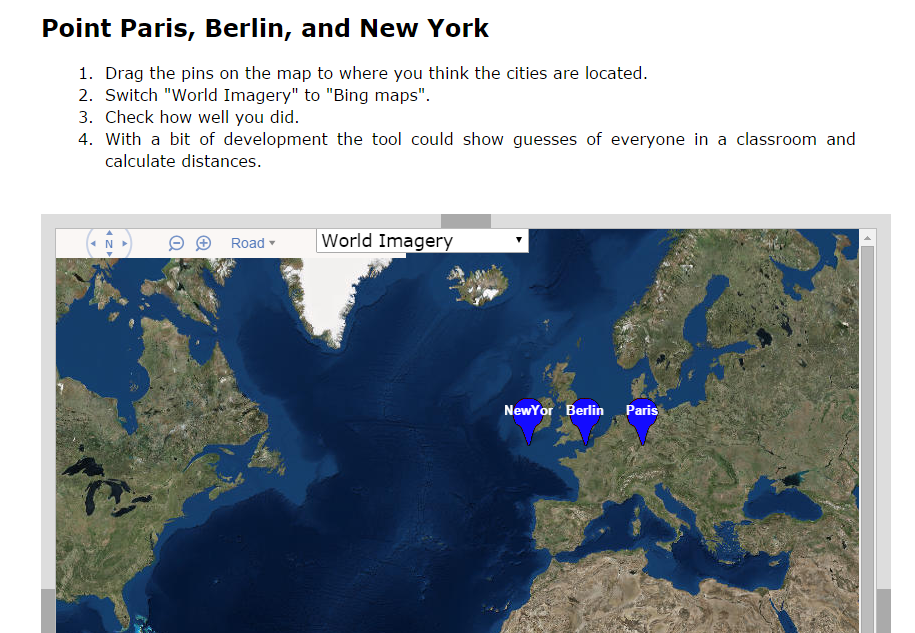 Point Paris, Berlin, and New York
1. Drag the pins on the map to where you think the cities are located.
2. Switch "World Imagery" to "Bing maps".
3. Check how well you did.
4. With a bit of development the tool could show guesses of everyone in a classroom and
calculate distances.
N Road World Imagery
NewYor Berlin Paris